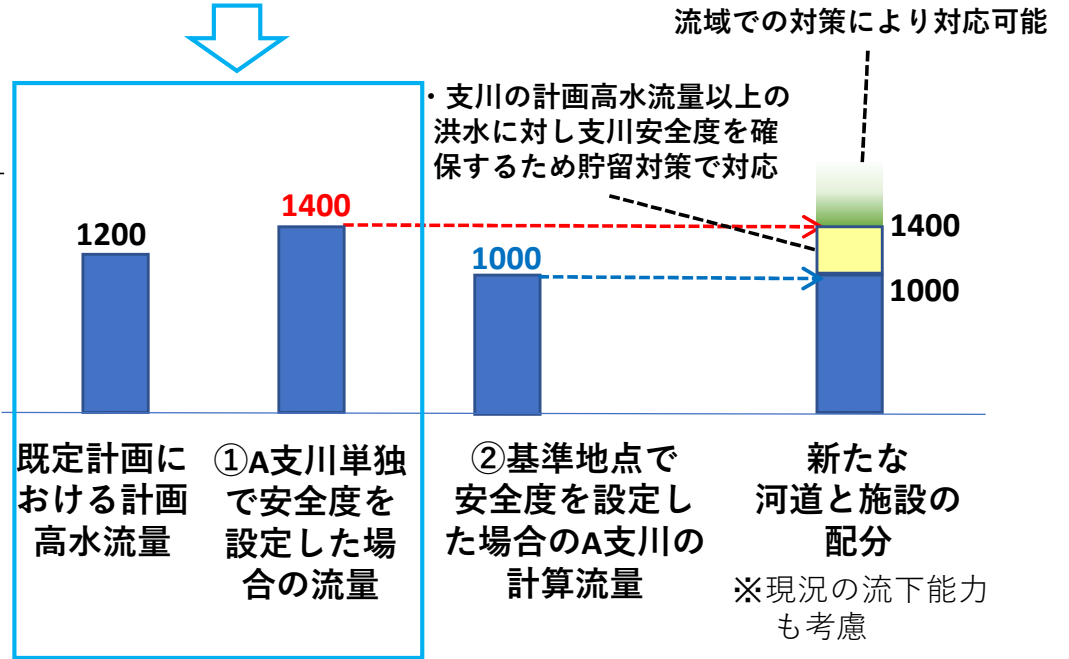 流域での対策により対応可能
・支川の計画高水流量以上の
洪水に対し支川安全度を確
保するため貯留対策で対応
1200
1400
1000
1400
1000
既定計画に
おける計画
高水流量
①A支川単独
で安全度を
設定した場
合の流量
②基準地点で
安全度を設定し
た場合のA支川の
計算流量
新たな
河道と施設の
配分
※現況の流下能力
も考慮